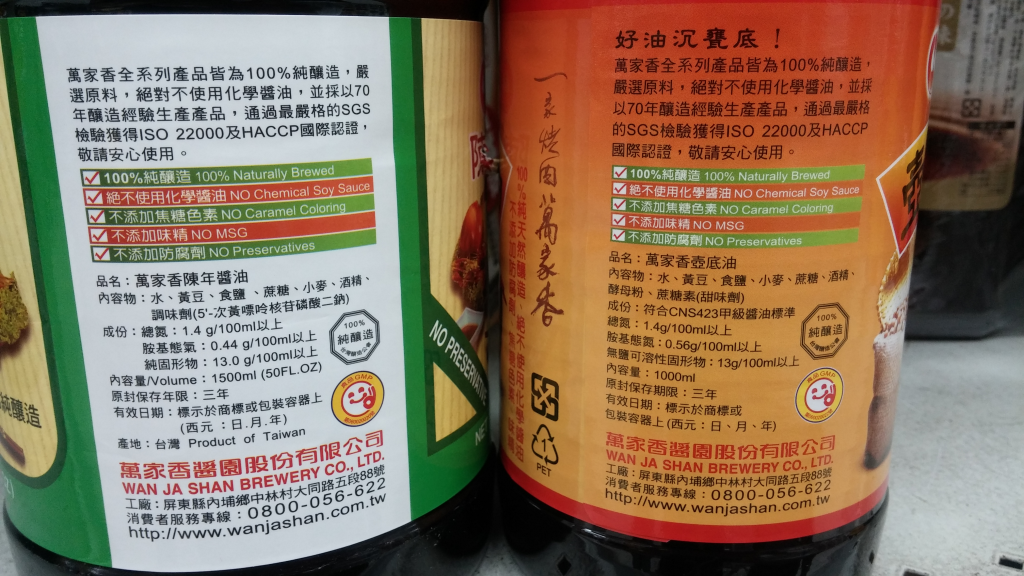 萬家香全系列產品皆為100%純釀造，嚴
選原料，絕對不使用化學醬油，並採以70
年釀造經驗生產產品，通過最嚴格的SGS
檢驗獲得ISO 22000及HACCP國際認證，
敬請安心使用。
100%純釀造 100% Naturally Brewed
絕不使用化學醬油 NO Chemical Soy Sauce
不添加焦糖色素 NO Caramel Coloring
不添加味精 NO MSG
不添加防腐劑 NO Preservatives
品名：萬家香陳年醬油
內容物：水、黃豆、食鹽、蔗糖、小麥、酒精、
調味劑(5'-次黃嘌呤核苷磷酸二鈉)
成份：總氮：1.4 g/100ml以上
胺基態氮：0.44 g/100ml以上
純固形物：13.0 g/100ml以上
內容量/Volume：1500ml (50FL.OZ)
原封保存年限：三年
有效日期：標示於商標或包裝容器上
(西元：日.月.年)
產地：台灣 Product of Taiwan
100%
純釀造
萬家香醬園股份有限公司
WAN JA SHAN BREWERY CO., LTD.
工廠：屏東縣內埔鄉中林村大同路五段88號
消費者服務專線：0800-056-622
http://www.wanjashan.com.tw
純釀造
NO PRESERVATIVE
好油沉甕底！
萬家香全系列產品皆為100%純釀造，
嚴選原料，絕對不使用化學醬油，並採
以70年釀造經驗生產產品，通過最嚴格
的SGS檢驗獲得ISO 22000及HACCP
國際認證，敬請安心使用。
100%純釀造 100% Naturally Brewed
絕不使用化學醬油 NO Chemical Soy Sauce
不添加焦糖色素 NO Caramel Coloring
不添加味精 NO MSG
不添加防腐劑 NO Preservatives
品名：萬家香壺底油
內容物：水、黃豆、食鹽、蔗糖、小麥、酒精、
酵母粉、蔗糖素(甜味劑)
成份：符合CNS423甲級醬油標準
總氮：1.4g/100ml以上
胺基態氮：0.56g/100ml以上
無鹽可溶性固形物：13g/100ml以上
內容量：1000ml
原封保存期限：三年
有效日期：標示於商標或
包裝容器上(西元：日、月、年)
100%
純釀造
萬家香醬園股份有限公司
WAN JA SHAN BREWERY CO., LTD.
工廠：屏東縣內埔鄉中林村大同路五段88號
消費者服務專線：0800-056-622
http://www.wanjashan.com.tw
一家烤肉萬家香
PET